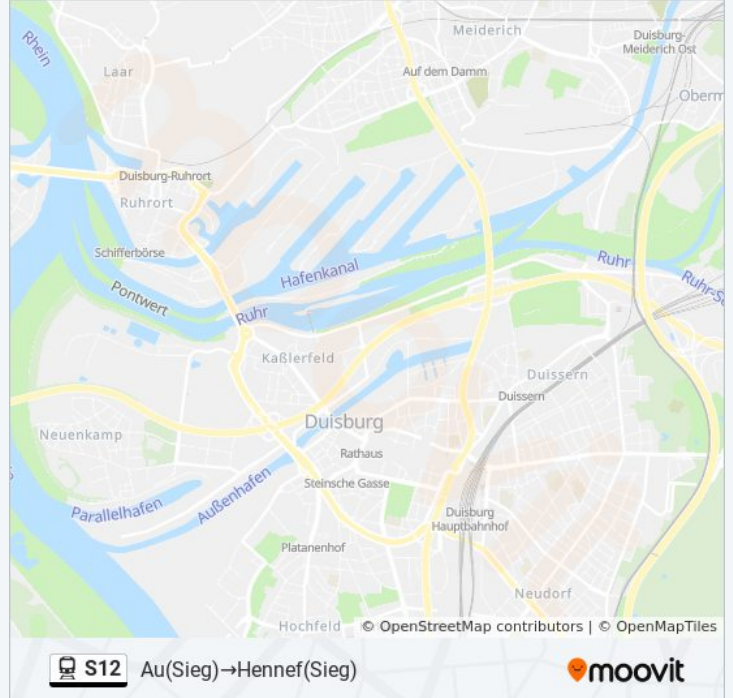 Rhein
Meiderich
Duisburg-
Meiderich Ost
Laar
Auf dem Damm
Duisburg-Ruhrort
Ruhrort
Schifferbörse
Hafenkanal
Ruhr
Pontwert
Ruhr
Kaßlerfeld
Duissern
Duissern
Duisburg
Neuenkamp
Rathaus
Steinsche Gasse
Außenhafen
Parallelhafen
Duisburg
Hauptbahnhof
Platanenhof
Neudorf
Hochfeld
© OpenStreetMap contributors | © OpenMapTiles
S12 Au(Sieg)→Hennef(Sieg)
moovit